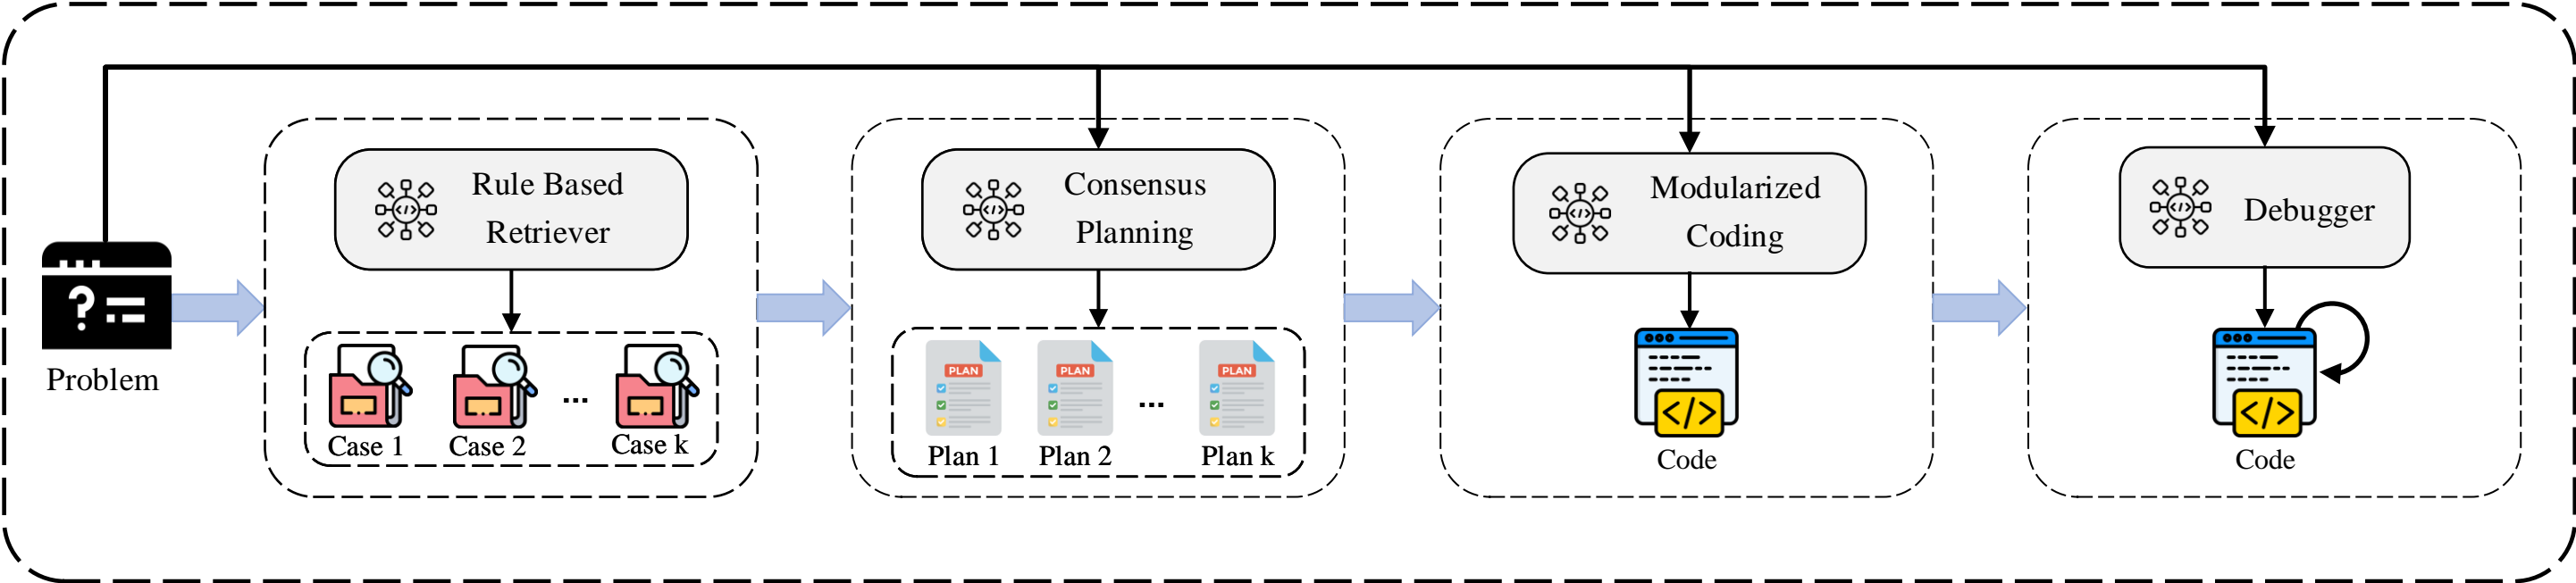 Problem
Rule Based
Retriever
Case 1
Case 2
...
Case k
Consensus
Planning
PLAN
PLAN
PLAN
...
Plan 1
Plan 2
Plan k
Modularized
Coding
</>
Code
Debugger
</>
Code